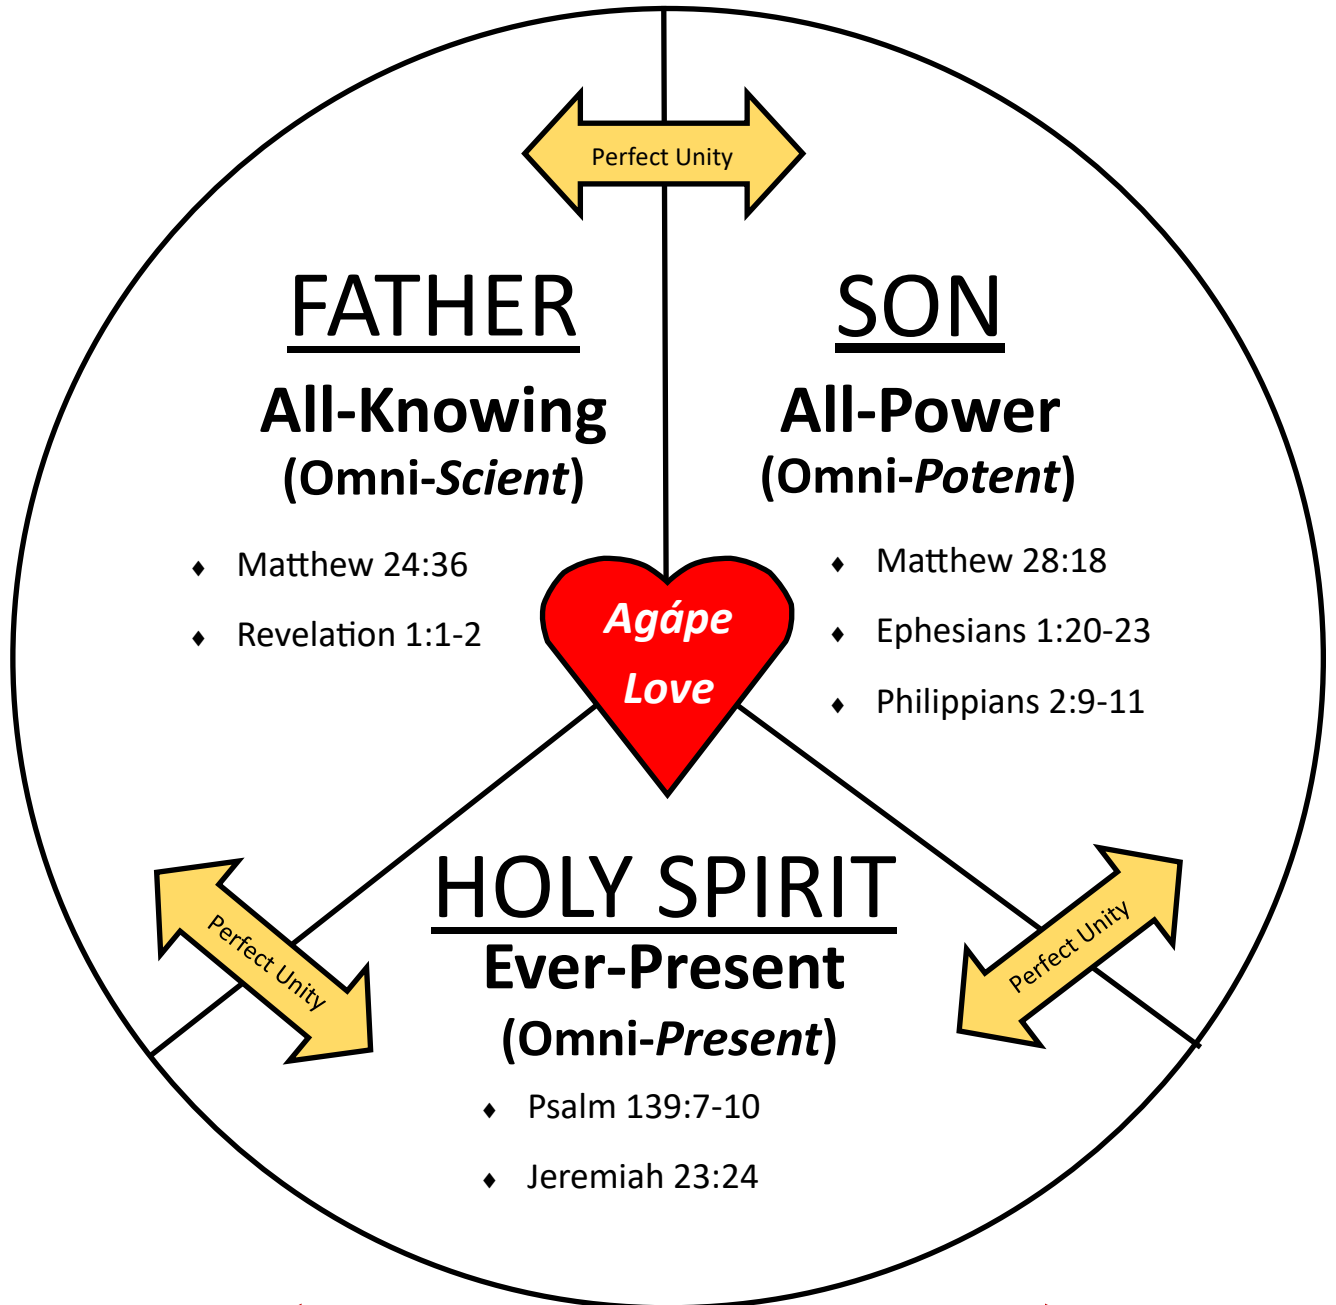 Perfect Unity
FATHER
All-Knowing
(Omni-Scient)
♦ Matthew 24:36
♦ Revelation 1:1-2
SON
All-Power
(Omni-Potent)
♦ Matthew 28:18
♦ Ephesians 1:20-23
♦ Philippians 2:9-11
Agápe
Love
Perfect Unity
HOLY SPIRIT
Ever-Present
(Omni-Present)
♦ Psalm 139:7-10
♦ Jeremiah 23:24
Perfect Unity